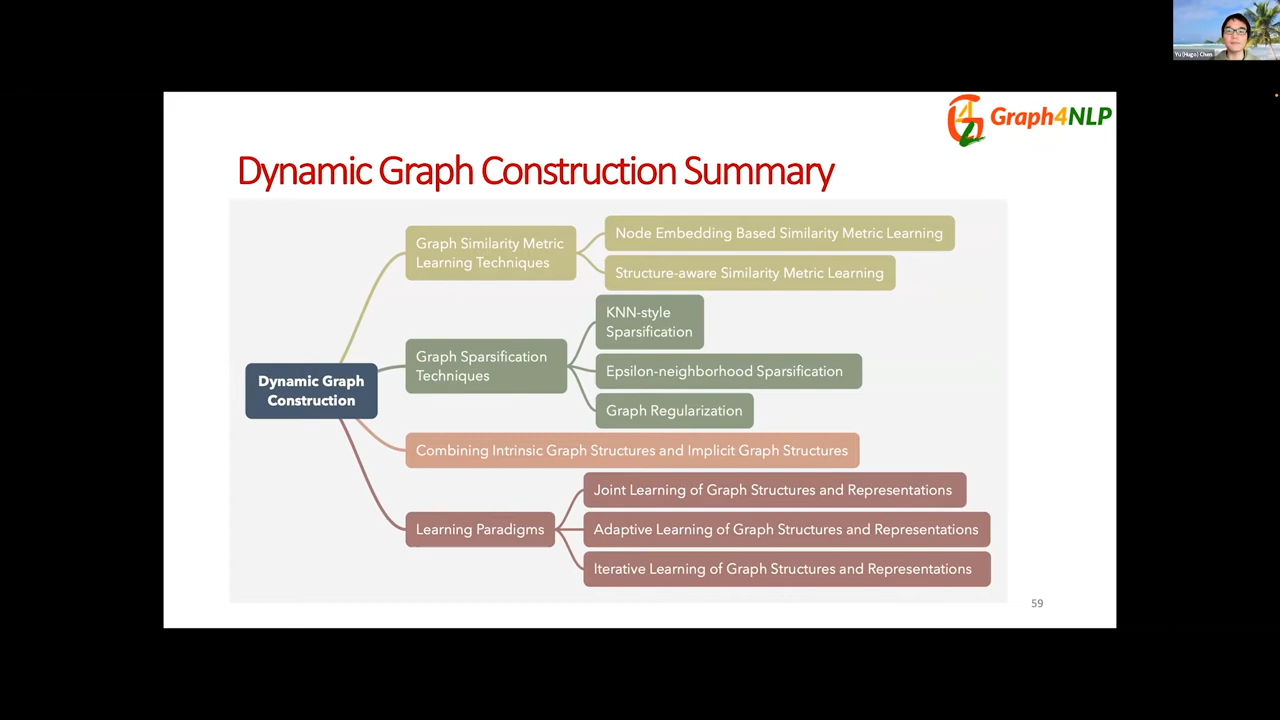 Yu (Hugo) Chen
Graph4NLP
Dynamic Graph Construction Summary
Graph Similarity Metric
Learning Techniques
Node Embedding Based Similarity Metric Learning
Structure-aware Similarity Metric Learning
KNN-style
Sparsification
Graph Sparsification
Techniques
Epsilon-neighborhood Sparsification
Graph Regularization
Dynamic Graph
Construction
Combining Intrinsic Graph Structures and Implicit Graph Structures
Learning Paradigms
Joint Learning of Graph Structures and Representations
Adaptive Learning of Graph Structures and Representations
Iterative Learning of Graph Structures and Representations
59